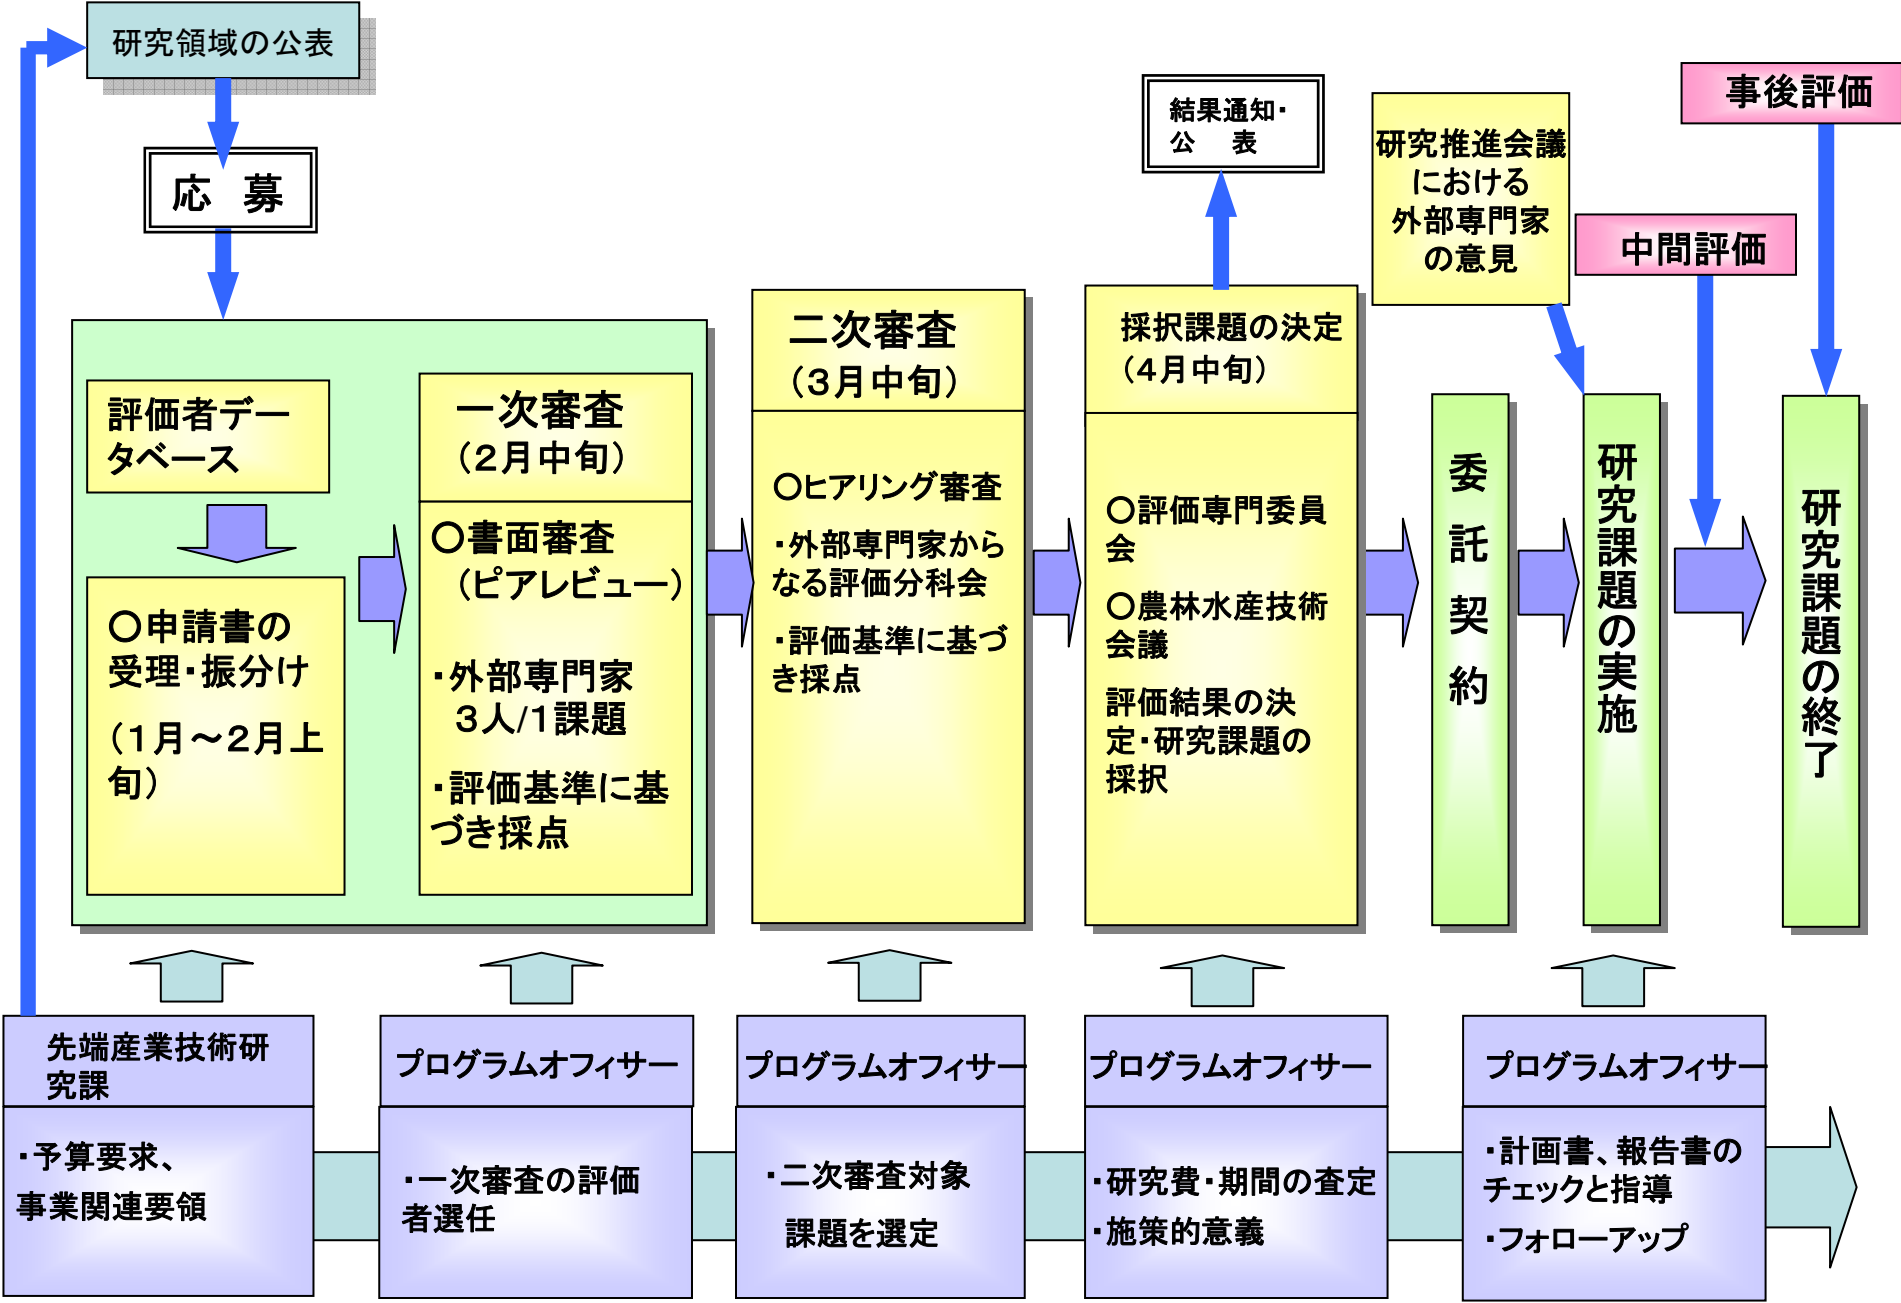 研究領域の公表
応　募
評価者デー
タベース
○申請書の
受理・振分け
（１月～２月上
旬）
一次審査
（２月中旬）
○書面審査
（ピアレビュー）
・外部専門家
３人/１課題
・評価基準に基
づき採点
二次審査
（３月中旬）
○ヒアリング審査
・外部専門家から
なる評価分科会
・評価基準に基づ
き採点
結果通知・
公　表
採択課題の決定
（４月中旬）
○評価専門委員
会
○農林水産技術
会議
評価結果の決
定・研究課題の
採択
研究推進会議
における
外部専門家
の意見
中間評価
事後評価
委託契約
研究課題の実施
研究課題の終了
先端産業技術研
究課
・予算要求、
事業関連要領
プログラムオフィサー
・一次審査の評価
者選任
プログラムオフィサー
・二次審査対象
課題を選定
プログラムオフィサー
・研究費・期間の査定
・施策的意義
プログラムオフィサー
・計画書、報告書の
チェックと指導
・フォローアップ